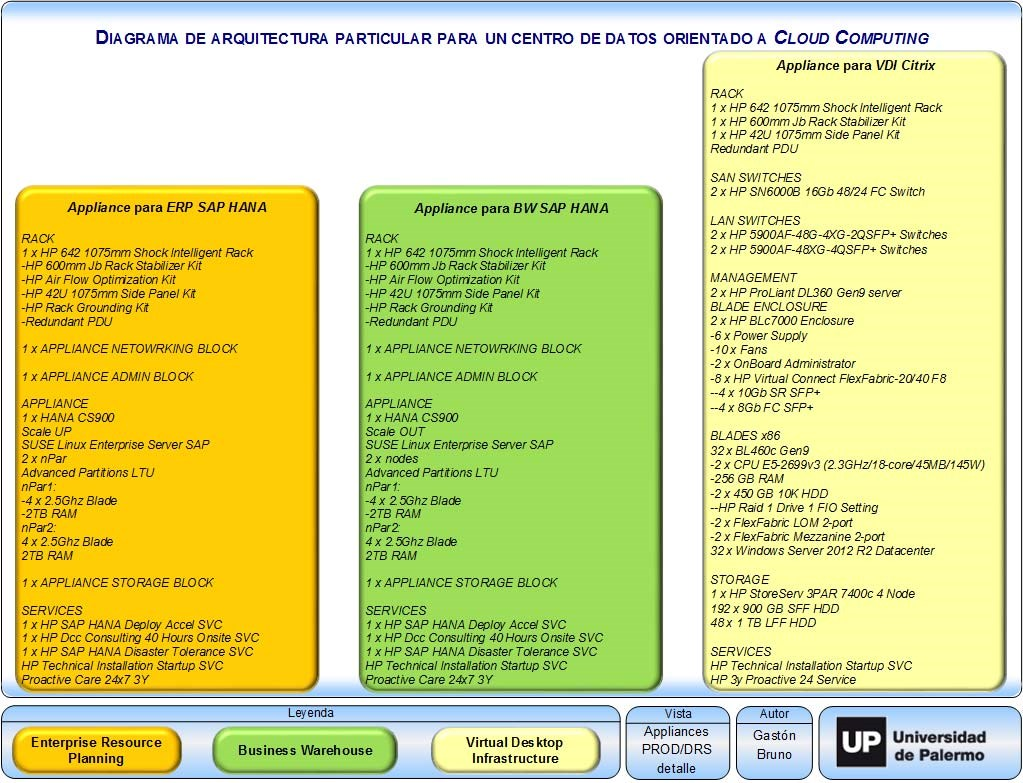 DIAGRAMA DE ARQUITECTURA PARTICULAR PARA UN CENTRO DE DATOS ORIENTADO A CLOUD COMPUTING
Appliance para ERP SAP HANA
RACK
1 x HP 642 1075mm Shock Intelligent Rack
-HP 600mm Jb Rack Stabilizer Kit
-HP Air Flow Optimization Kit
-HP 42U 1075mm Side Panel Kit
-HP Rack Grounding Kit
-Redundant PDU
1 x APPLIANCE NETOWRKING BLOCK
1 x APPLIANCE ADMIN BLOCK
APPLIANCE
1 x HANA CS900
Scale UP
SUSE Linux Enterprise Server SAP
2 x nPar
Advanced Partitions LTU
nPar1:
-4 x 2.5Ghz Blade
-2TB RAM
nPar2:
4 x 2.5Ghz Blade
2TB RAM
1 x APPLIANCE STORAGE BLOCK
SERVICES
1 x HP SAP HANA Deploy Accel SVC
1 x HP Dcc Consulting 40 Hours Onsite SVC
1 x HP SAP HANA Disaster Tolerance SVC
HP Technical Installation Startup SVC
Proactive Care 24x7 3Y
Appliance para BW SAP HANA
RACK
1 x HP 642 1075mm Shock Intelligent Rack
-HP 600mm Jb Rack Stabilizer Kit
-HP Air Flow Optimization Kit
-HP 42U 1075mm Side Panel Kit
-HP Rack Grounding Kit
-Redundant PDU
1 x APPLIANCE NETOWRKING BLOCK
1 x APPLIANCE ADMIN BLOCK
APPLIANCE
1 x HANA CS900
Scale OUT
SUSE Linux Enterprise Server SAP
2 x nodes
Advanced Partitions LTU
nPar1:
-4 x 2.5Ghz Blade
-2TB RAM
nPar2:
4 x 2.5Ghz Blade
2TB RAM
1 x APPLIANCE STORAGE BLOCK
SERVICES
1 x HP SAP HANA Deploy Accel SVC
1 x HP Dcc Consulting 40 Hours Onsite SVC
1 x HP SAP HANA Disaster Tolerance SVC
HP Technical Installation Startup SVC
Proactive Care 24x7 3Y
Appliance para VDI Citrix
RACK
1 x HP 642 1075mm Shock Intelligent Rack
1 x HP 600mm Jb Rack Stabilizer Kit
1 x HP 42U 1075mm Side Panel Kit
Redundant PDU
SAN SWITCHES
2 x HP SN6000B 16Gb 48/24 FC Switch
LAN SWITCHES
2 x HP 5900AF-48G-4XG-2QSFP+ Switches
2 x HP 5900AF-48XG-4QSFP+ Switches
MANAGEMENT
2 x HP ProLiant DL360 Gen9 server
BLADE ENCLOSURE
2 x HP BLc7000 Enclosure
-6 x Power Supply
-10 x Fans
-2 x OnBoard Administrator
-8 x HP Virtual Connect FlexFabric-20/40 F8
--4 x 10Gb SR SFP+
--4 x 8Gb FC SFP+
BLADES x86
32 x BL460c Gen9
-2 x CPU E5-2699v3 (2.3GHz/18-core/45MB/145W)
-256 GB RAM
-2 x 450 GB 10K HDD
--HP Raid 1 Drive 1 FIO Setting
-2 x FlexFabric LOM 2-port
-2 x FlexFabric Mezzanine 2-port
32 x Windows Server 2012 R2 Datacenter
STORAGE
1 x HP StoreServ 3PAR 7400c 4 Node
192 x 900 GB SFF HDD
48 x 1 TB LFF HDD
SERVICES
HP Technical Installation Startup SVC
HP 3y Proactive 24 Service
Leyenda
Enterprise Resource
Planning
Business Warehouse
Virtual Desktop
Infrastructure
Vista
Appliances
PROD/DRS
detalle
Autor
Gastón
Bruno
UP
Universidad
de Palermo